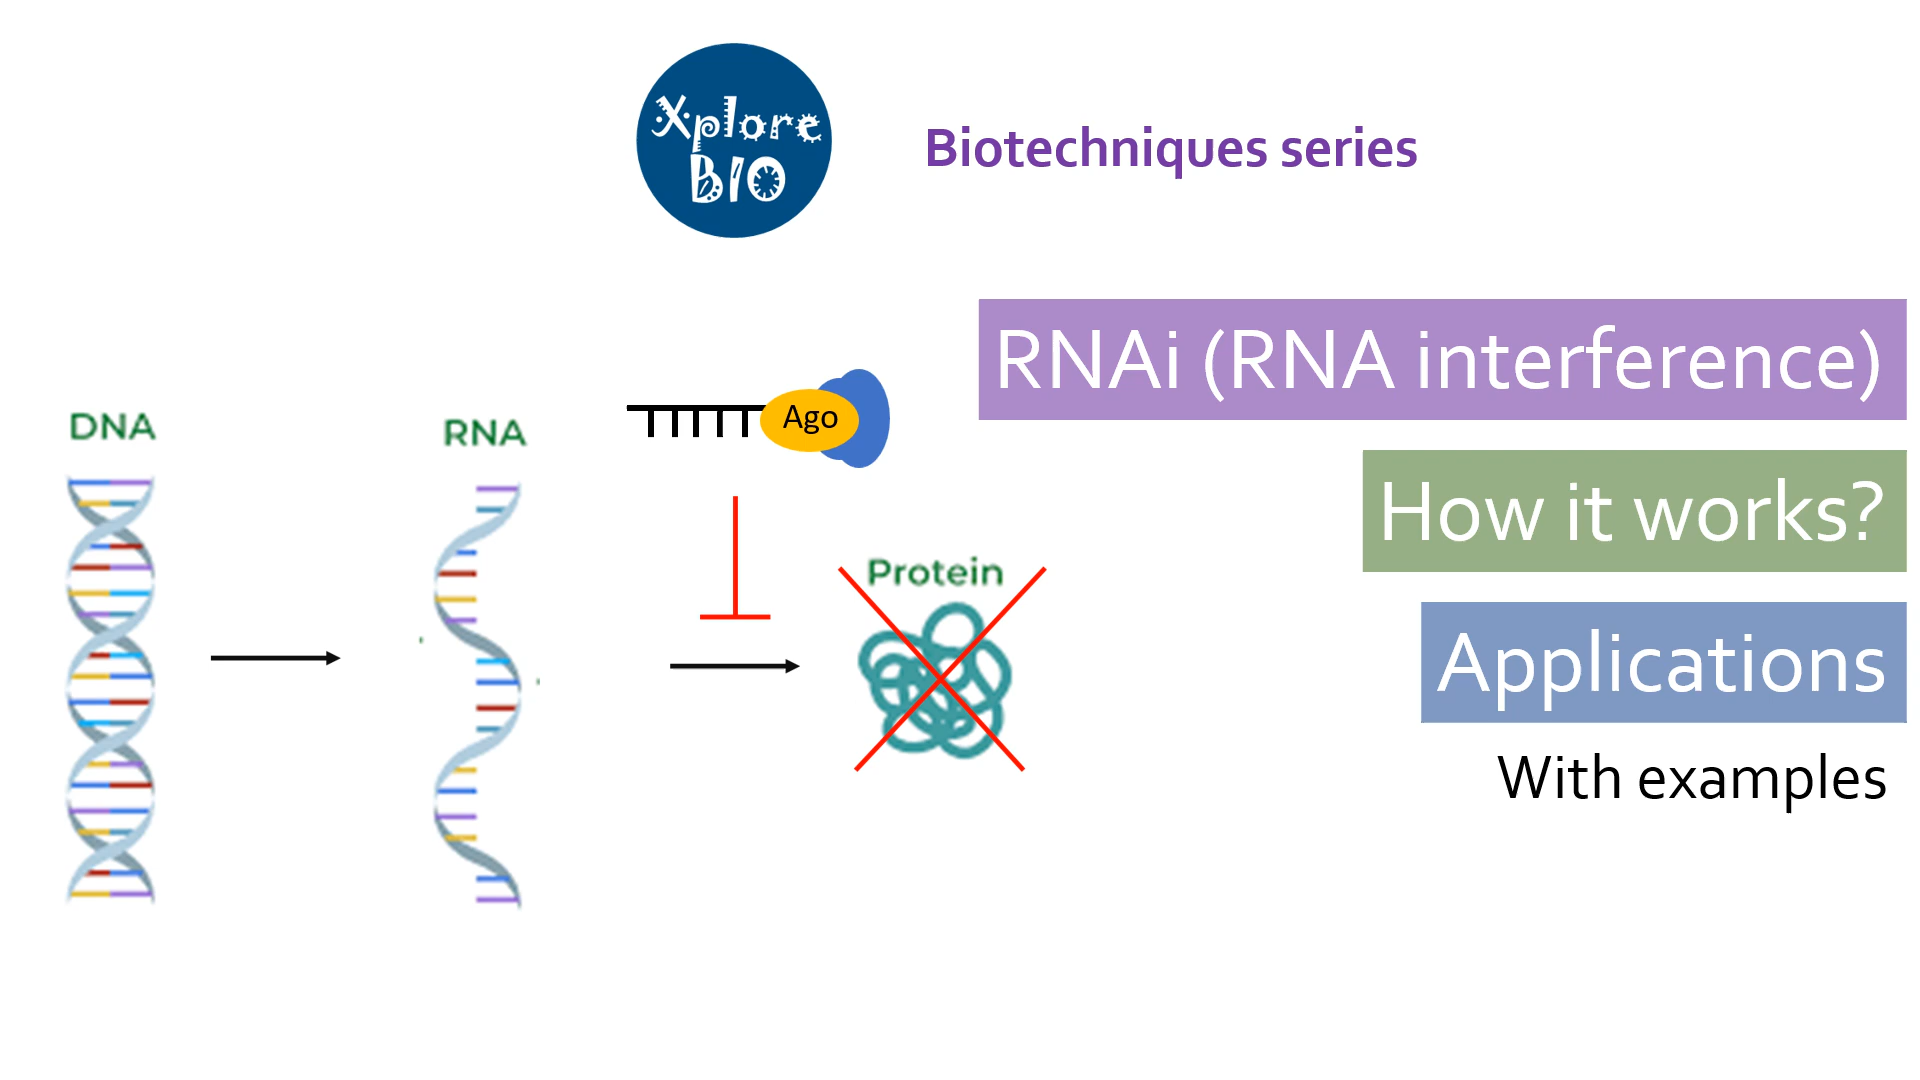 Xplore
BIO
Biotechniques series
RNAi (RNA interference)
How it works?
Applications
With examples
DNA
RNA
Ago
Protein